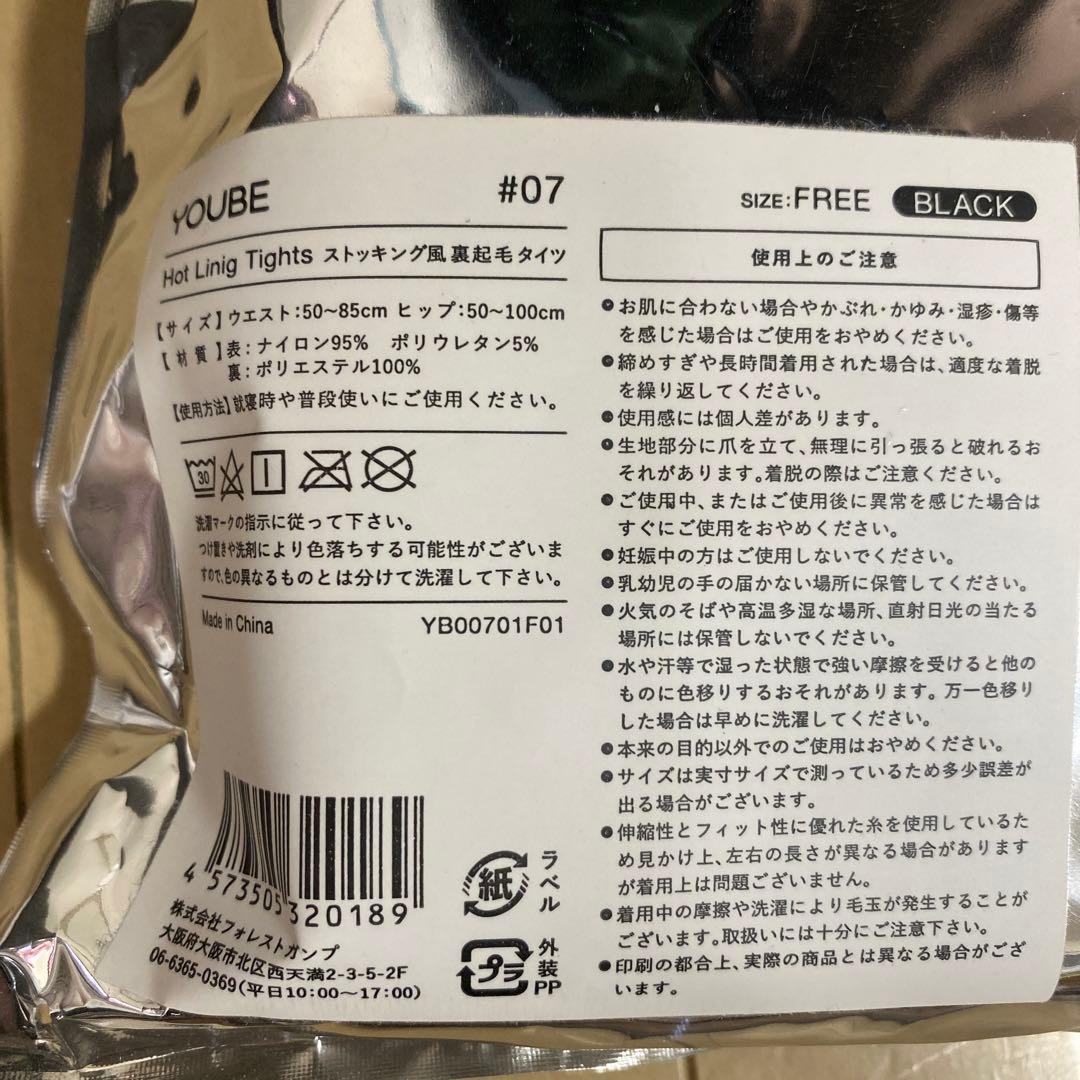 YOUBE
#07
Hot Linig Tights ストッキング風裏起毛タイツ
【サイズ】ウエスト:50~85cm ヒップ:50~100cm
【材質】表:ナイロン95% ポリウレタン5%
裏:ポリエステル100%
【使用方法】就寝時や普段使いにご使用ください。
30
洗濯マークの指示に従って下さい。
つけ置きや洗剤により色落ちする可能性がございま
すので、色の異なるものとは分けて洗濯して下さい。
Made in China
YB00701F01
4 573505 320189
株式会社フォレストガンプ
大阪府大阪市北区西天満2-3-5-2F
06-6365-0369(平日10:00~17:00)
紙
ラベル
プラ
外装
PP
SIZE:FREE
BLACK
使用上のご注意
●お肌に合わない場合やかぶれ・かゆみ・湿疹・傷等
を感じた場合はご使用をおやめください。
●締めすぎや長時間着用された場合は、適度な着脱
を繰り返してください。
●使用感には個人差があります。
●生地部分に爪を立て、無理に引っ張ると破れるお
それがあります。着脱の際はご注意ください。
●ご使用中、またはご使用後に異常を感じた場合は
すぐにご使用をおやめください。
●妊娠中の方はご使用しないでください。
●乳幼児の手の届かない場所に保管してください。
●火気のそばや高温多湿な場所、直射日光の当たる
場所には保管しないでください。
●水や汗等で湿った状態で強い摩擦を受けると他の
ものに色移りするおそれがあります。万一色移り
した場合は早めに洗濯してください。
●本来の目的以外でのご使用はおやめください。
●サイズは実寸サイズで測っているため多少誤差が
出る場合がございます。
●伸縮性とフィット性に優れた糸を使用しているた
め見かけ上、左右の長さが異なる場合があります
が着用上は問題ございません。
●着用中の摩擦や洗濯により毛玉が発生することが
ございます。取扱いには十分にご注意下さい。
●印刷の都合上、実際の商品とは異なる場合がござ
います。